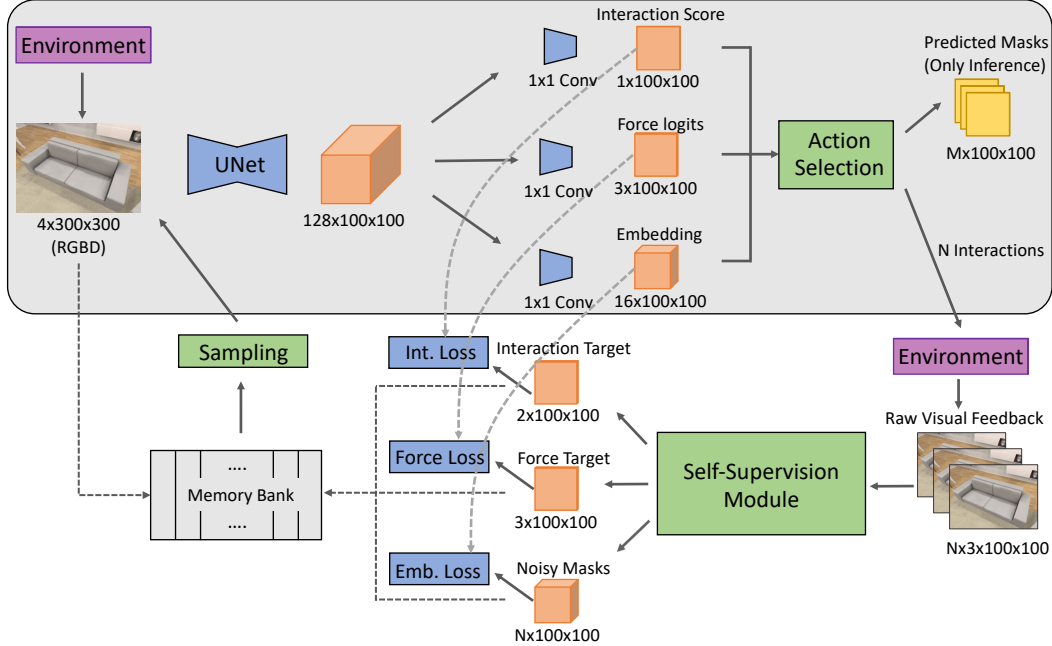 Environment
4x300x300
(RGBD)
UNet
128x100x100
1x1 Conv
1x1 Conv
1x1 Conv
Interaction Score
1x100x100
Force logits
3x100x100
Embedding
16x100x100
Action
Selection
Predicted Masks
(Only Inference)
Mx100x100
N Interactions
Environment
Raw Visual Feedback
Nx3x100x100
Self-Supervision
Module
Interaction Target
2x100x100
Force Target
3x100x100
Noisy Masks
Nx100x100
Int. Loss
Force Loss
Emb. Loss
Sampling
....
Memory Bank
....